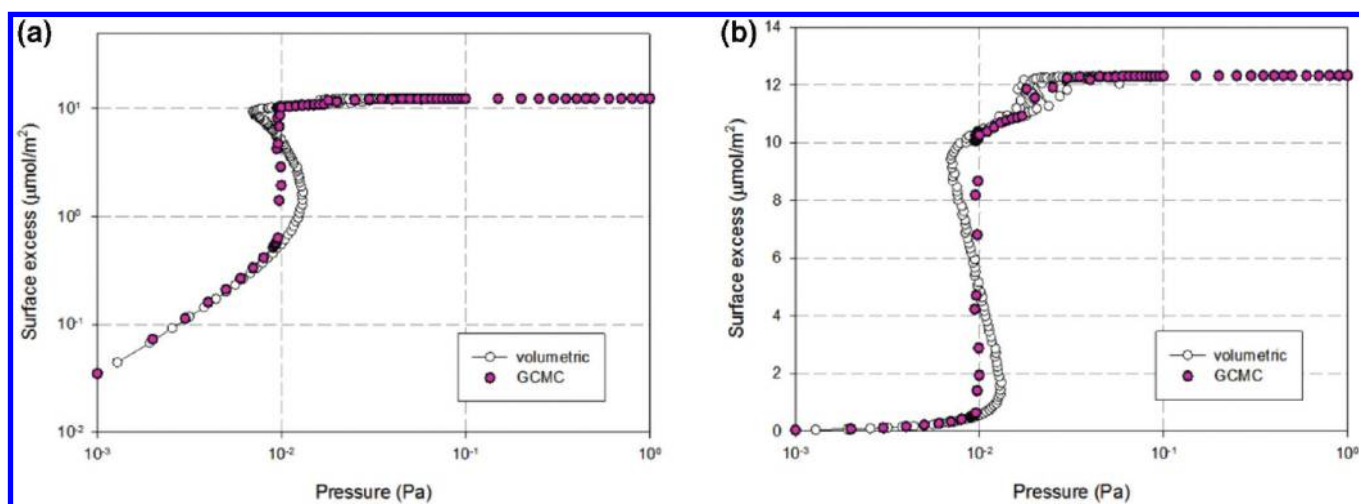 (a)
Surface excess (μmol/m²)
10²
10¹
10⁰
10⁻¹
10⁻²
10⁻³
10⁻²
10⁻¹
10⁰
Pressure (Pa)
volumetric
GCMC
(b)
Surface excess (μmol/m²)
14
12
10
8
6
4
2
0
10⁻³
10⁻²
10⁻¹
10⁰
Pressure (Pa)
volumetric
GCMC